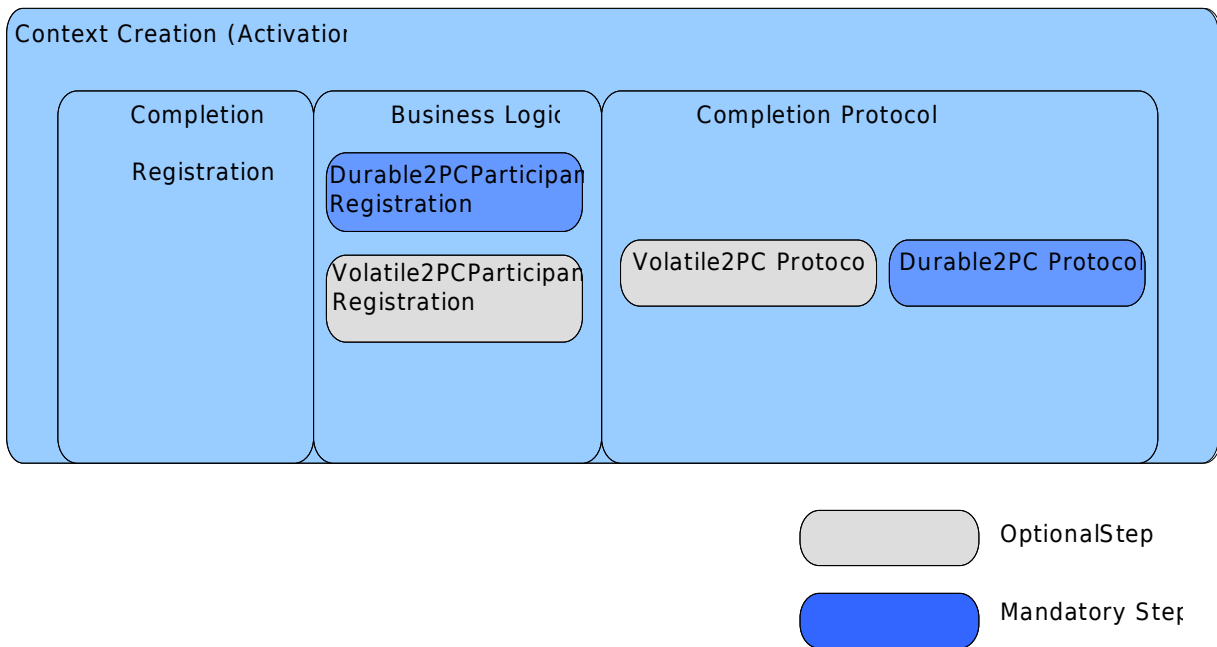 Context Creation (Activation
Completion
Registration
Business Logic
Durable2PCParticipan
Registration
Volatile2PCParticipan
Registration
Completion Protocol
Volatile2PC Protoco
Durable2PC Protocol
OptionalStep
Mandatory Step